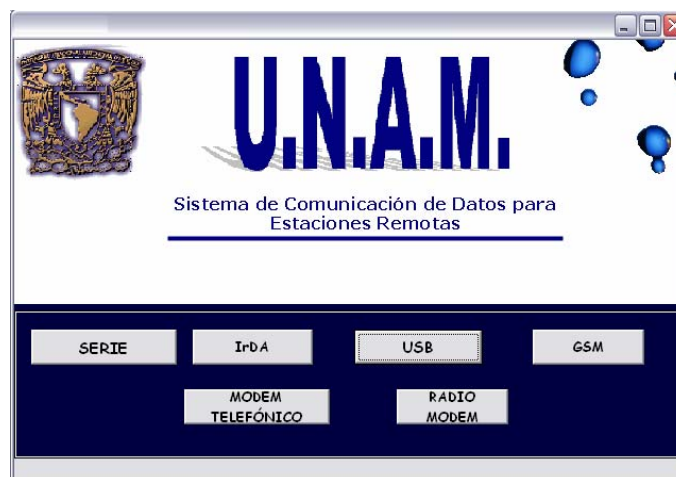 U.N.A.M.
Sistema de Comunicación de Datos para
Estaciones Remotas
SERIE
IrDA
USB
GSM
MODEM
TELEFÓNICO
RADIO
MODEM